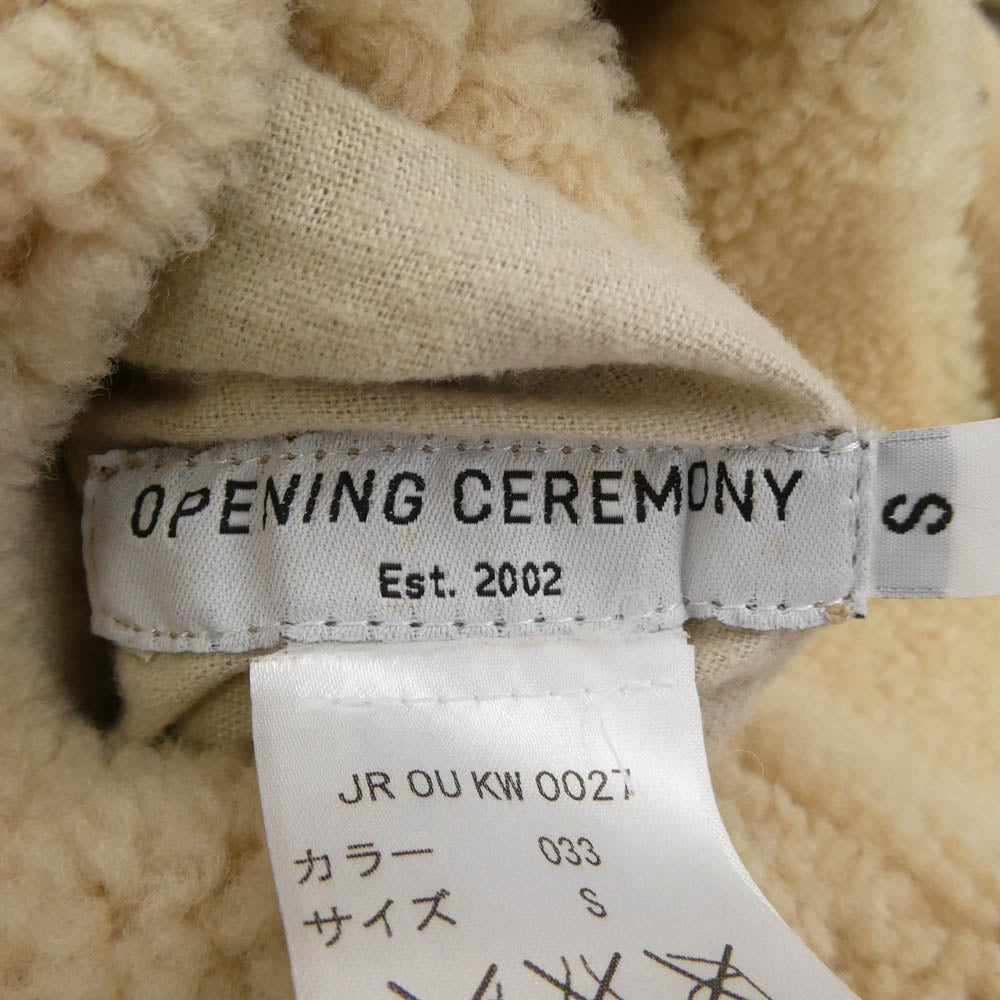 OPENING CEREMONY
Est. 2002
S
JR OU KW 0027
カラー 033
サイズ S